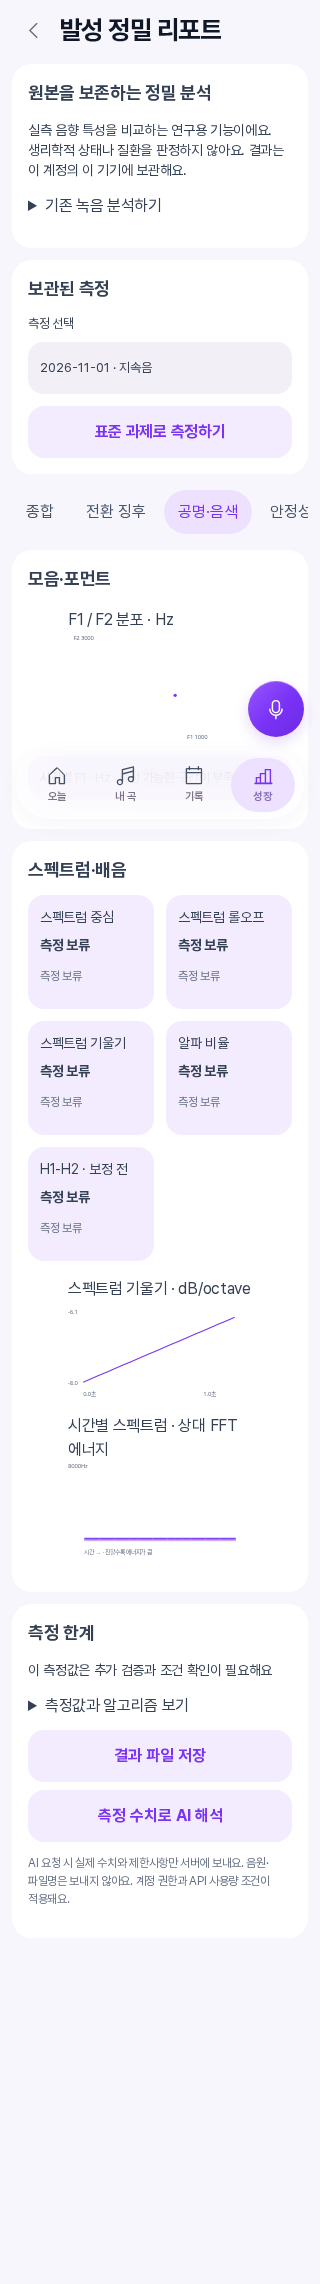 발성 정밀 리포트
원본을 보존하는 정밀 분석
실측 음향 특성을 비교하는 연구용 기능이에요.
생리학적 상태나 질환을 판정하지 않아요. 결과는
이 계정의 이 기기에 보관해요.
▶ 기존 녹음 분석하기
보관된 측정
측정 선택
2026-11-01 · 지속음
표준 과제로 측정하기
종합 전환 징후 공명·음색 안정성
모음·포먼트
F1 / F2 분포 · Hz
F2 3000
F1 1000
오늘 내 곡 기록 성장
스펙트럼·배음
스펙트럼 중심 스펙트럼 롤오프
측정 보류 측정 보류
측정 보류 측정 보류
스펙트럼 기울기 알파 비율
측정 보류 측정 보류
측정 보류 측정 보류
H1-H2 · 보정 전
측정 보류
측정 보류
스펙트럼 기울기 · dB/octave
-6.1
-8.0
0.0초 1.0초
시간별 스펙트럼 · 상대 FFT
에너지
8000Hz
시간 → · 진할수록 에너지가 큼
측정 한계
이 측정값은 추가 검증과 조건 확인이 필요해요
▶ 측정값과 알고리즘 보기
결과 파일 저장
측정 수치로 AI 해석
AI 요청 시 실제 수치와 제한사항만 서버에 보내요. 음원·
파일명은 보내지 않아요. 계정 권한과 API 사용량 조건이
적용돼요.